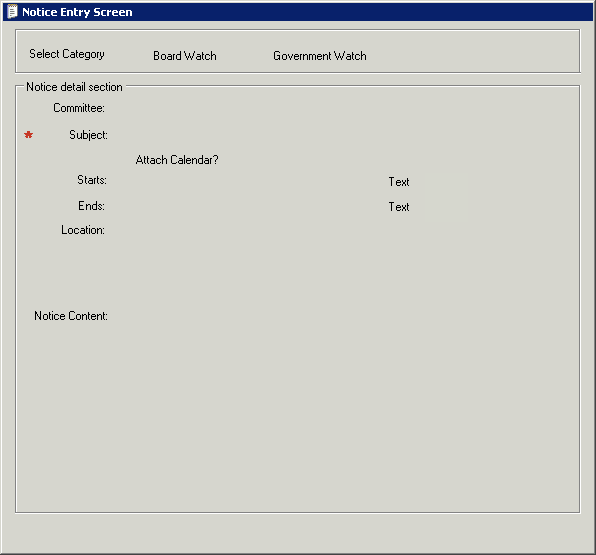 Notice Entry Screen
Select Category Board Watch Government Watch
Notice detail section
Committee:
* Subject:
Attach Calendar?
Starts: Text
Ends: Text
Location:
Notice Content: